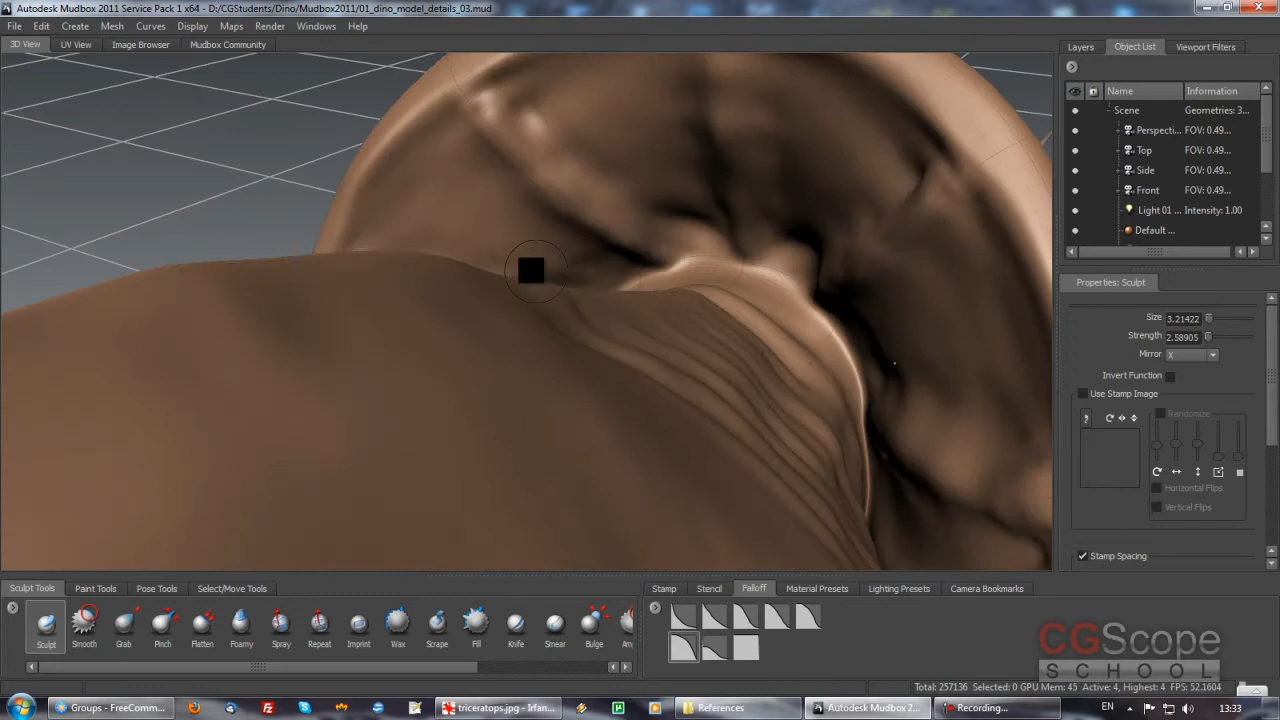 Autodesk Mudbox 2011 Service Pack 1 x64 - D:/CGStudents/Dino/Mudbox2011/01_dino_model_details_03.mud
File Edit Create Mesh Curves Display Maps Render Windows Help
3D View UV View Image Browser Mudbox Community
Layers Object List Viewport Filters
Name Information
Scene Geometries: 3...
Perspecti... FOV: 0.49...
Top FOV: 0.49...
Side FOV: 0.49...
Front FOV: 0.49...
Light 01 ... Intensity: 1.00
Default ...
Properties: Sculpt
Size 3.21422
Strength 2.58905
Mirror X
Invert Function
Use Stamp Image
Randomize
Horizontal Flips
Vertical Flips
Stamp Spacing
Sculpt Tools Paint Tools Pose Tools Select/Move Tools
Stamp Stencil Falloff Material Presets Lighting Presets Camera Bookmarks
Sculpt Smooth Grab Pinch Flatten Foamy Spray Repeat Imprint Wax Scrape Fill Knife Smear Bulge Am
CGScope
SCHOOL
Total: 257136 Selected: 0 GPU Mem: 45 Active: 4, Highest: 4 FPS: 52.1604
Groups - FreeComm... triceratops.jpg - Irfan... References Autodesk Mudbox 2... Recording... EN 13:33